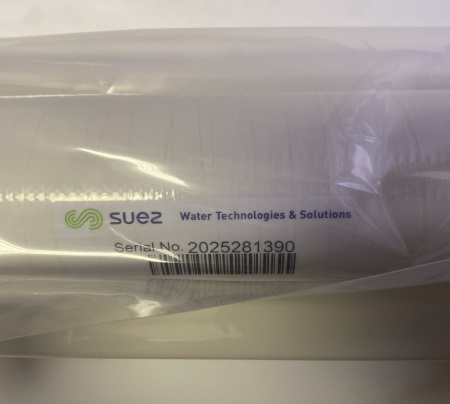 suez Water Technologies & Solutions
Serial No. 2025281390